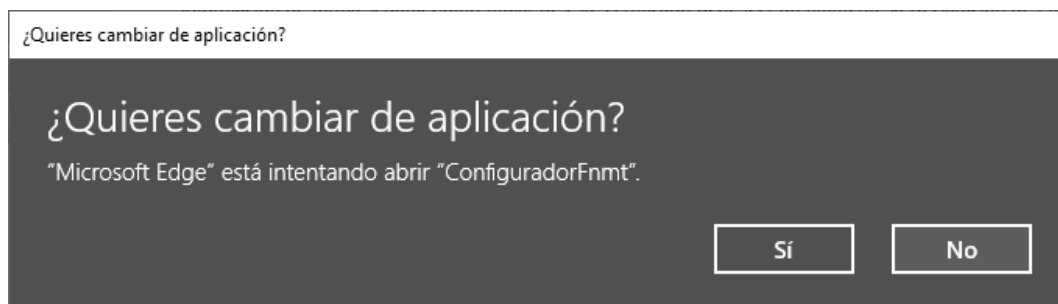 ¿Quieres cambiar de aplicación?
¿Quieres cambiar de aplicación?
"Microsoft Edge" está intentando abrir "ConfiguradorFnmt".
Sí
No